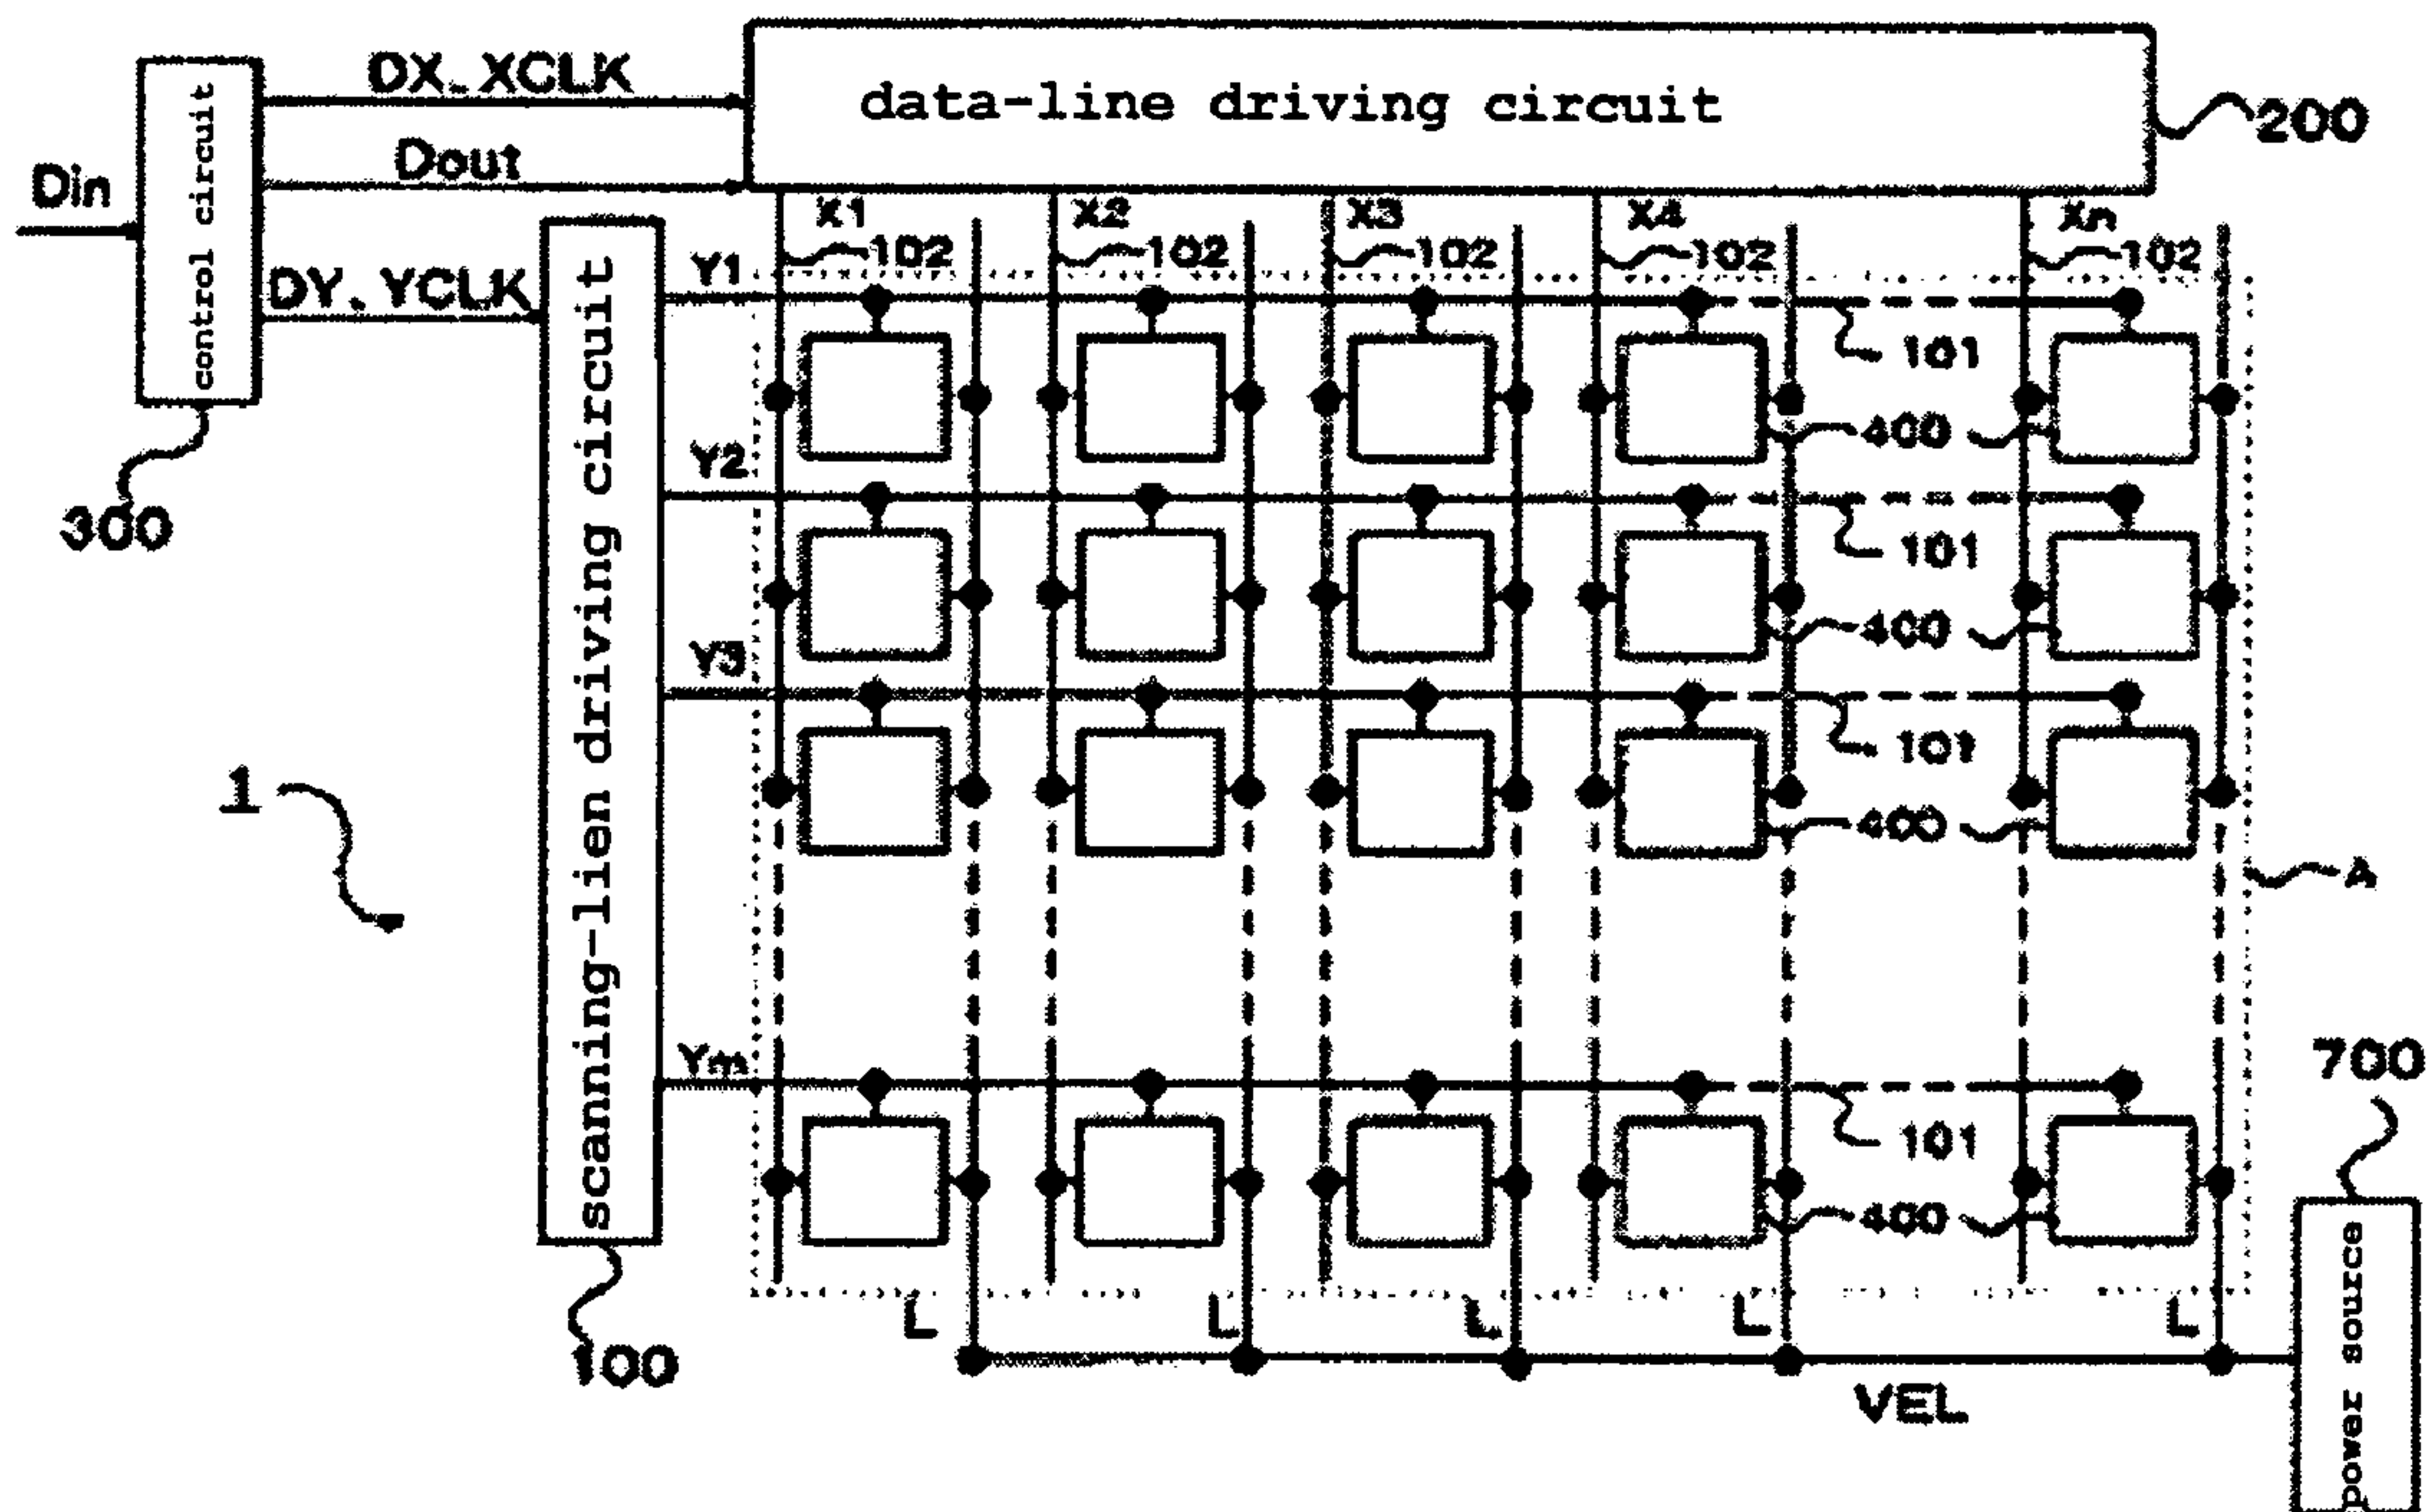 DX. XCLK
data-line driving circuit
200
control circuit
Dout
Din
X1
X2
X3
X4
Xn
102
102
102
102
102
DY. YCLK
Y1
101
400
Y2
300
101
400
Y3
101
400
1
scanning-lien driving circuit
A
Ym
700
101
400
L
L
L
L
L
100
VEL
power source